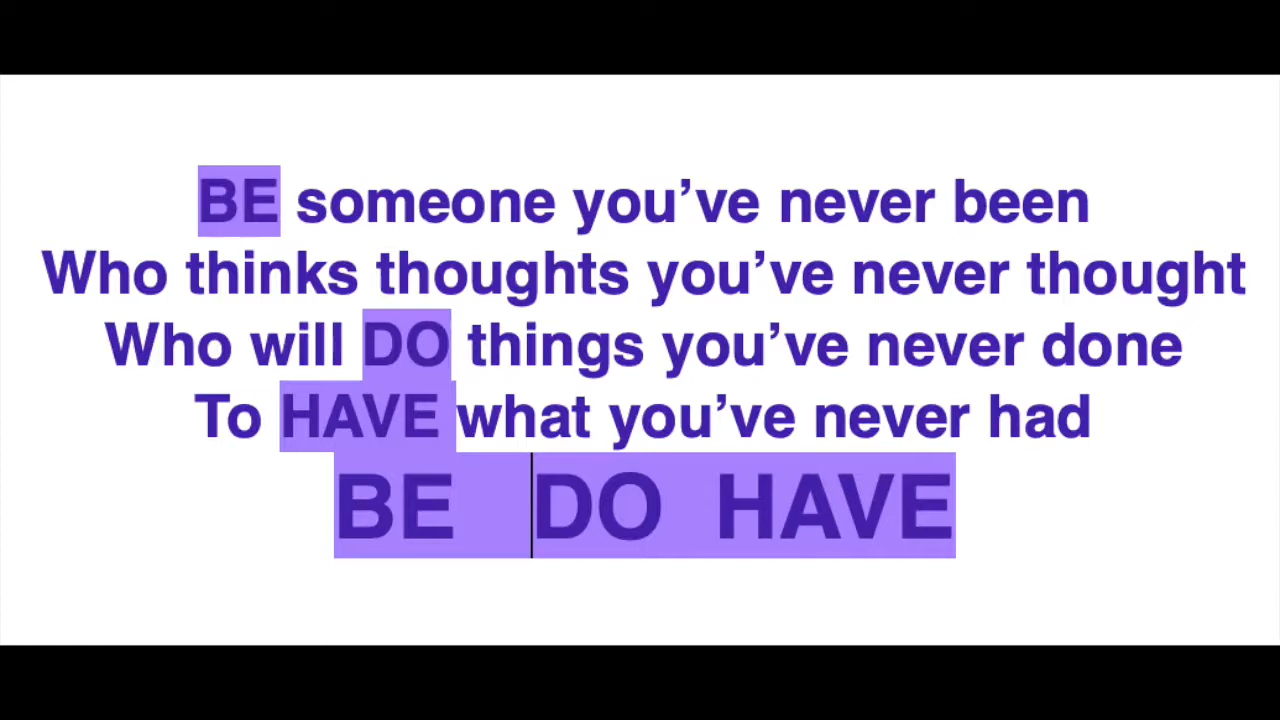 BE someone you’ve never been
Who thinks thoughts you’ve never thought
Who will DO things you’ve never done
To HAVE what you’ve never had
BE DO HAVE